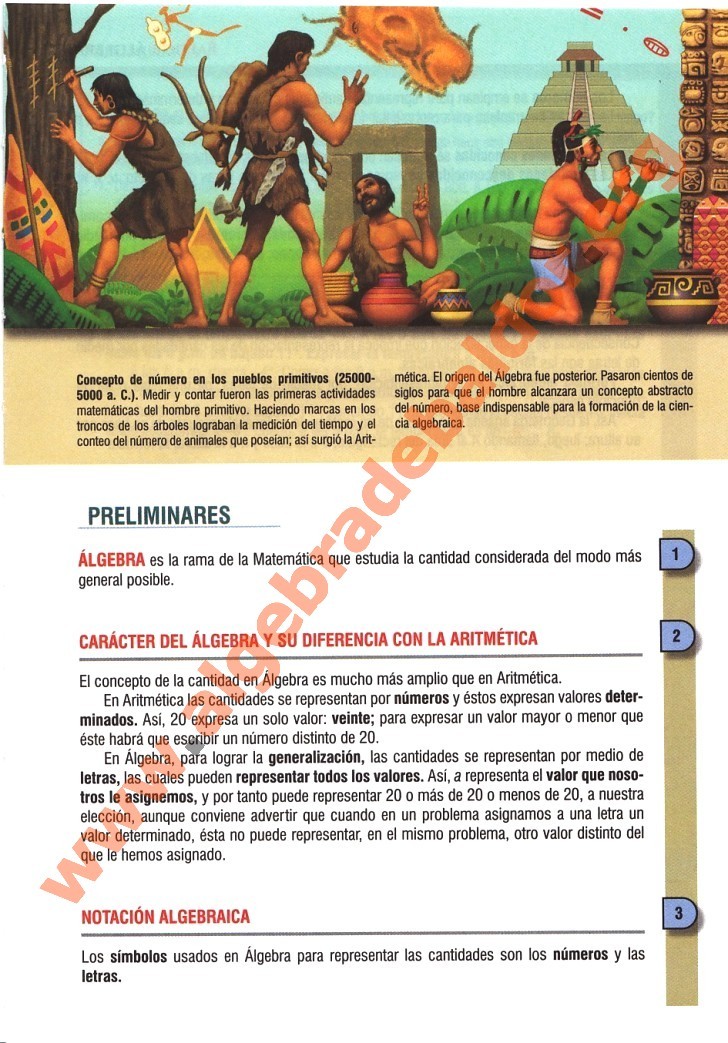 Concepto de número en los pueblos primitivos (25000-
5000 a. C.). Medir y contar fueron las primeras actividades
matemáticas del hombre primitivo. Haciendo marcas en los
troncos de los árboles lograban la medición del tiempo y el
conteo del número de animales que poseían; así surgió la Arit-
mética. El origen del Álgebra fue posterior. Pasaron cientos de
siglos para que el hombre alcanzara un concepto abstracto
del número, base indispensable para la formación de la cien-
cia algebraica.
PRELIMINARES
ÁLGEBRA es la rama de la Matemática que estudia la cantidad considerada del modo más
general posible.
1
CARÁCTER DEL ÁLGEBRA Y SU DIFERENCIA CON LA ARITMÉTICA
2
El concepto de la cantidad en Álgebra es mucho más amplio que en Aritmética.
En Aritmética las cantidades se representan por números y éstos expresan valores deter-
minados. Así, 20 expresa un solo valor: veinte; para expresar un valor mayor o menor que
éste habrá que escribir un número distinto de 20.
En Álgebra, para lograr la generalización, las cantidades se representan por medio de
letras, las cuales pueden representar todos los valores. Así, a representa el valor que noso-
tros le asignemos, y por tanto puede representar 20 o más de 20 o menos de 20, a nuestra
elección, aunque conviene advertir que cuando en un problema asignamos a una letra un
valor determinado, ésta no puede representar, en el mismo problema, otro valor distinto del
que le hemos asignado.
NOTACIÓN ALGEBRAICA
3
Los símbolos usados en Álgebra para representar las cantidades son los números y las
letras.
www.algebradebaldor.org